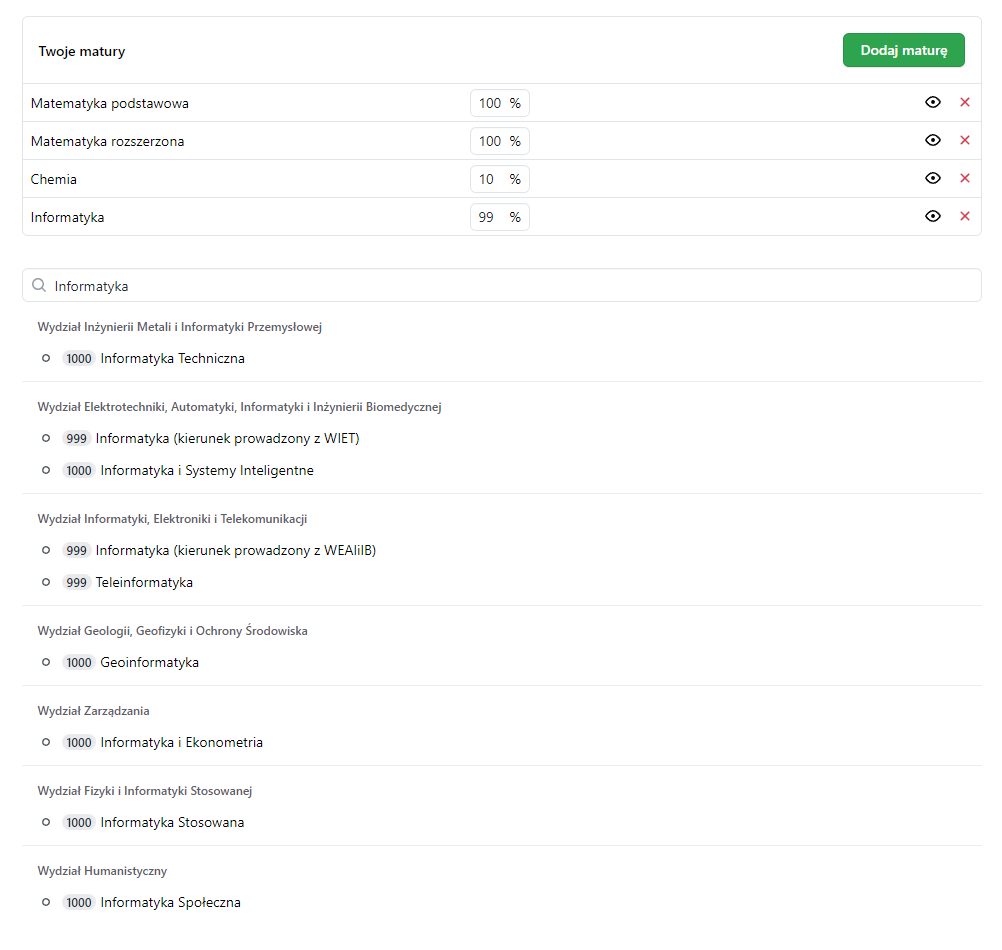 Twoje matury
Dodaj maturę
Matematyka podstawowa 100 %
Matematyka rozszerzona 100 %
Chemia 10 %
Informatyka 99 %
Informatyka
Wydział Inżynierii Metali i Informatyki Przemysłowej
1000 Informatyka Techniczna
Wydział Elektrotechniki, Automatyki, Informatyki i Inżynierii Biomedycznej
999 Informatyka (kierunek prowadzony z WIET)
1000 Informatyka i Systemy Inteligentne
Wydział Informatyki, Elektroniki i Telekomunikacji
999 Informatyka (kierunek prowadzony z WEAIiIB)
999 Teleinformatyka
Wydział Geologii, Geofizyki i Ochrony Środowiska
1000 Geoinformatyka
Wydział Zarządzania
1000 Informatyka i Ekonometria
Wydział Fizyki i Informatyki Stosowanej
1000 Informatyka Stosowana
Wydział Humanistyczny
1000 Informatyka Społeczna